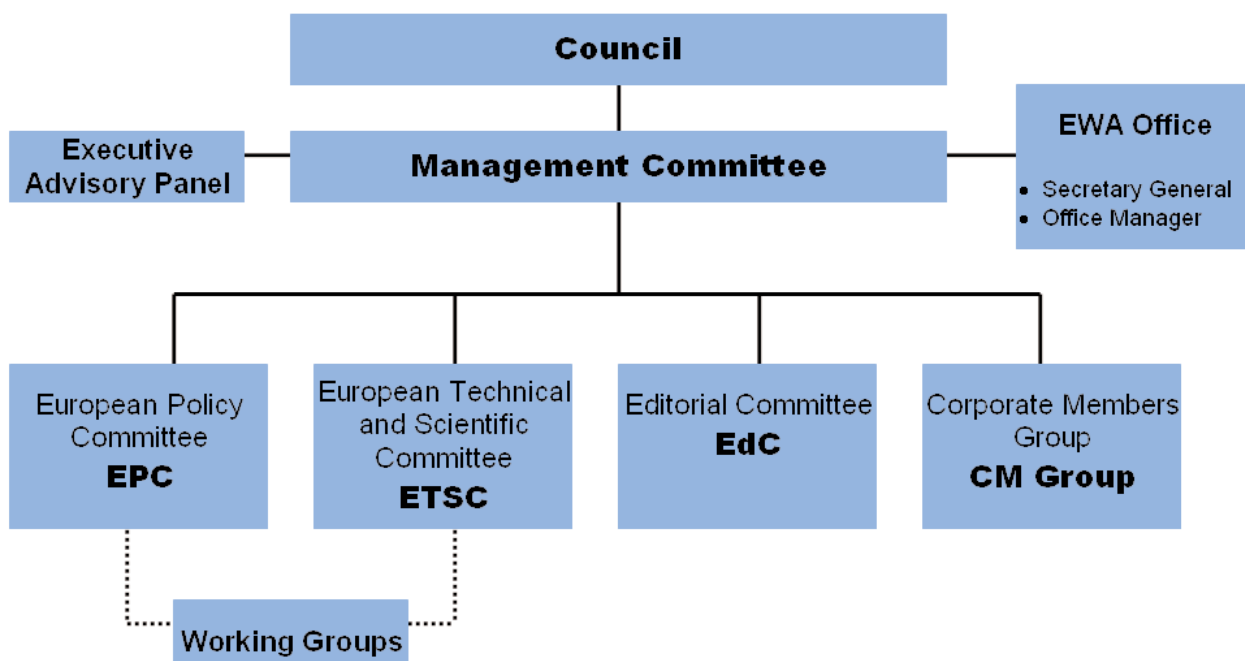 Council
Executive
Advisory Panel
Management Committee
EWA Office
• Secretary General
• Office Manager
European Policy
Committee
EPC
European Technical
and Scientific
Committee
ETSC
Editorial Committee
EdC
Corporate Members
Group
CM Group
Working Groups